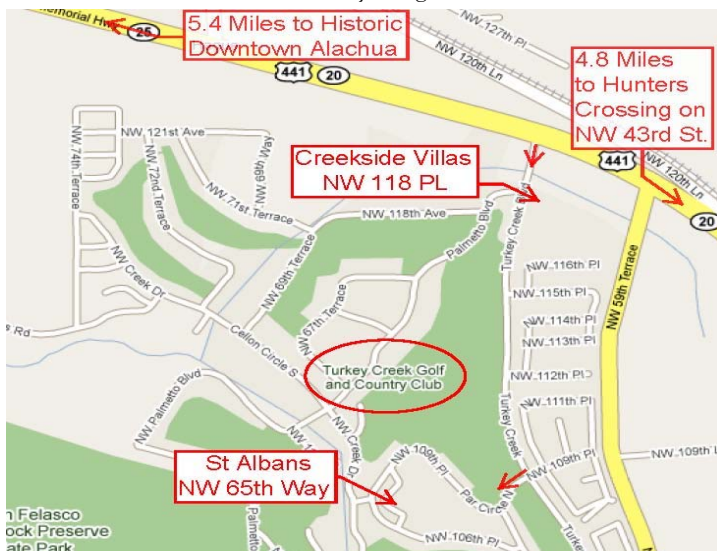 emorial Hwy
25
5.4 Miles to Historic
Downtown Alachua
NW 127th Pl
NW 120th Ln
441
20
4.8 Miles
to Hunters
Crossing on
NW 43rd St.
NW 121st Ave
NW 68th Way
NW 74th Terrace
NW 72nd Terrace
NW 71st Terrace
Creekside Villas
NW 118 PL
441
NW 120th Ln
20
NW 118th Ave
Palmetto Blvd
Turkey Creek Blvd
NW 69th Terrace
NW Creek Dr
NW 116th Pl
NW 115th Pl
NW 59th Terrace
NW 67th Terrace
NW 114th Pl
NW 113th Pl
s Rd
Cellon Circle S
Turkey Creek Golf
and Country Club
NW 112th Pl
NW 111th Pl
NW Palmetto Blvd
Turkey Creek
NW 1
NW Creek Dr
St Albans
NW 65th Way
NW 109th Pl
NW 109th Pl
NW 109th L
Par Circle N
n Felasco
ock Preserve
ate Park
Palmetto
NW 106th Pl
Turke